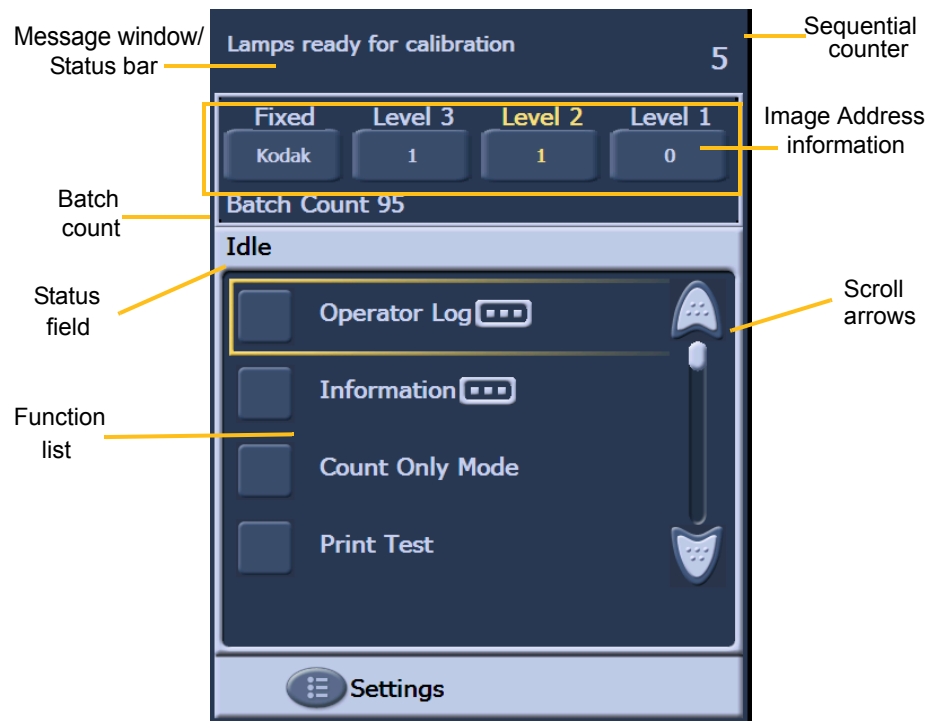 Message window/
Status bar
Lamps ready for calibration
5
Sequential
counter
Fixed Level 3 Level 2 Level 1
Kodak 1 1 0
Image Address
information
Batch Count 95
Batch
count
Idle
Status
field
Operator Log
Scroll
arrows
Information
Function
list
Count Only Mode
Print Test
Settings